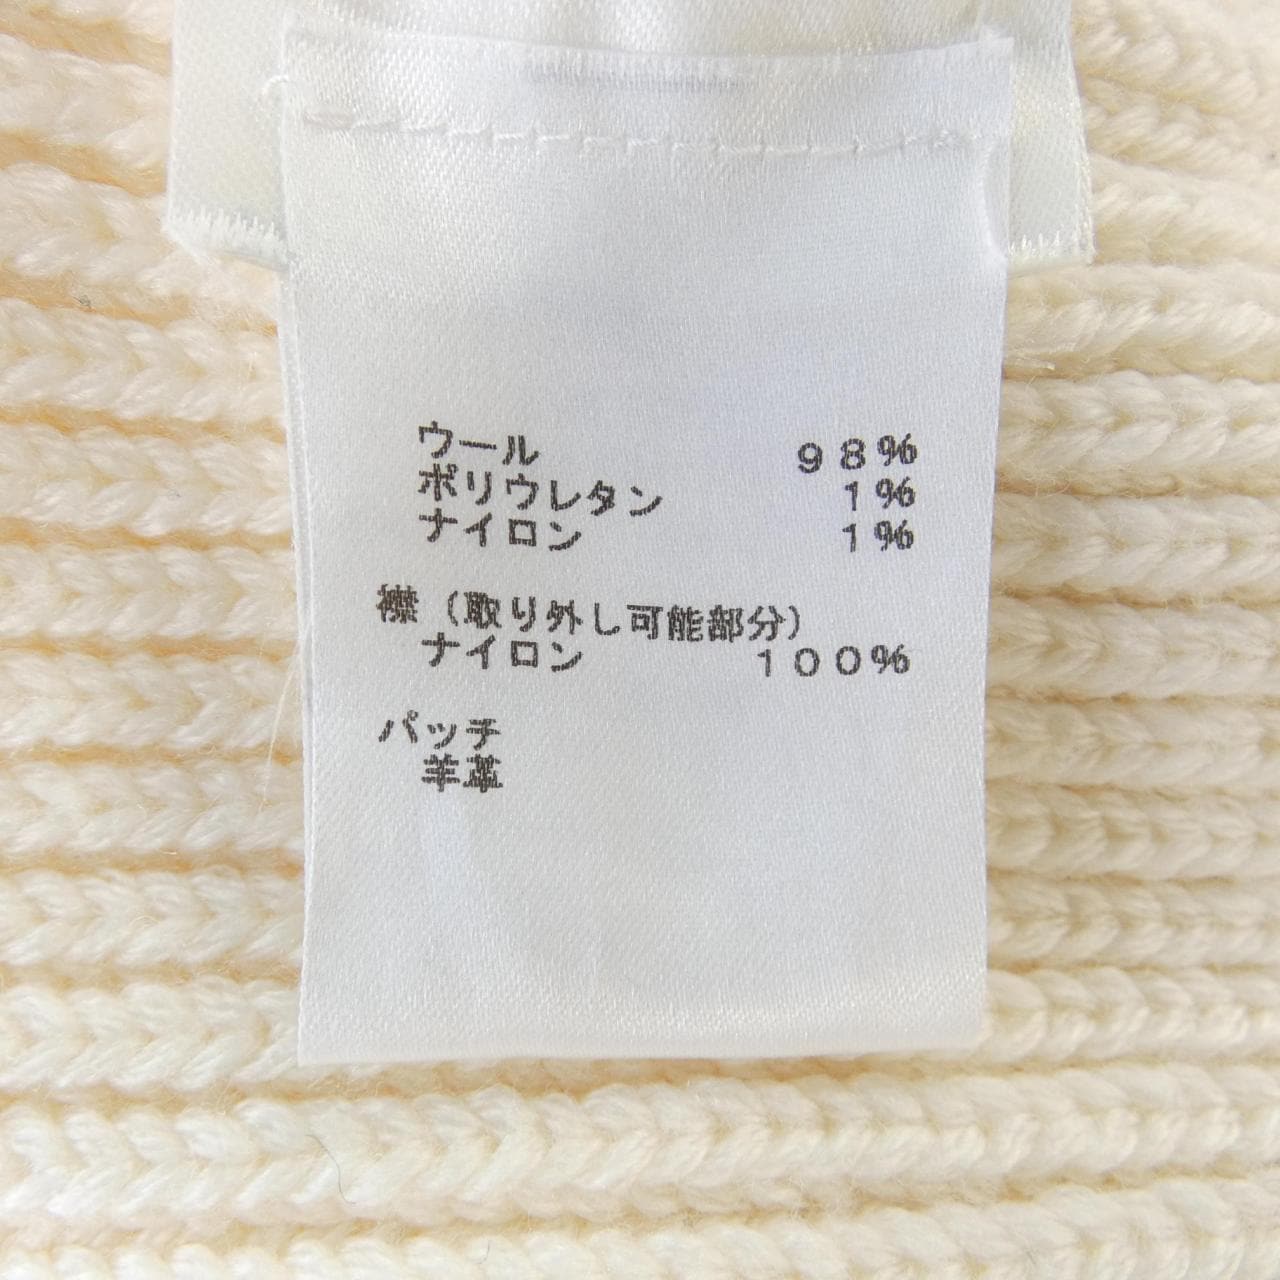 ウール 98%
ポリウレタン 1%
ナイロン 1%
襟(取り外し可能部分)
ナイロン 100%
パッチ
羊革